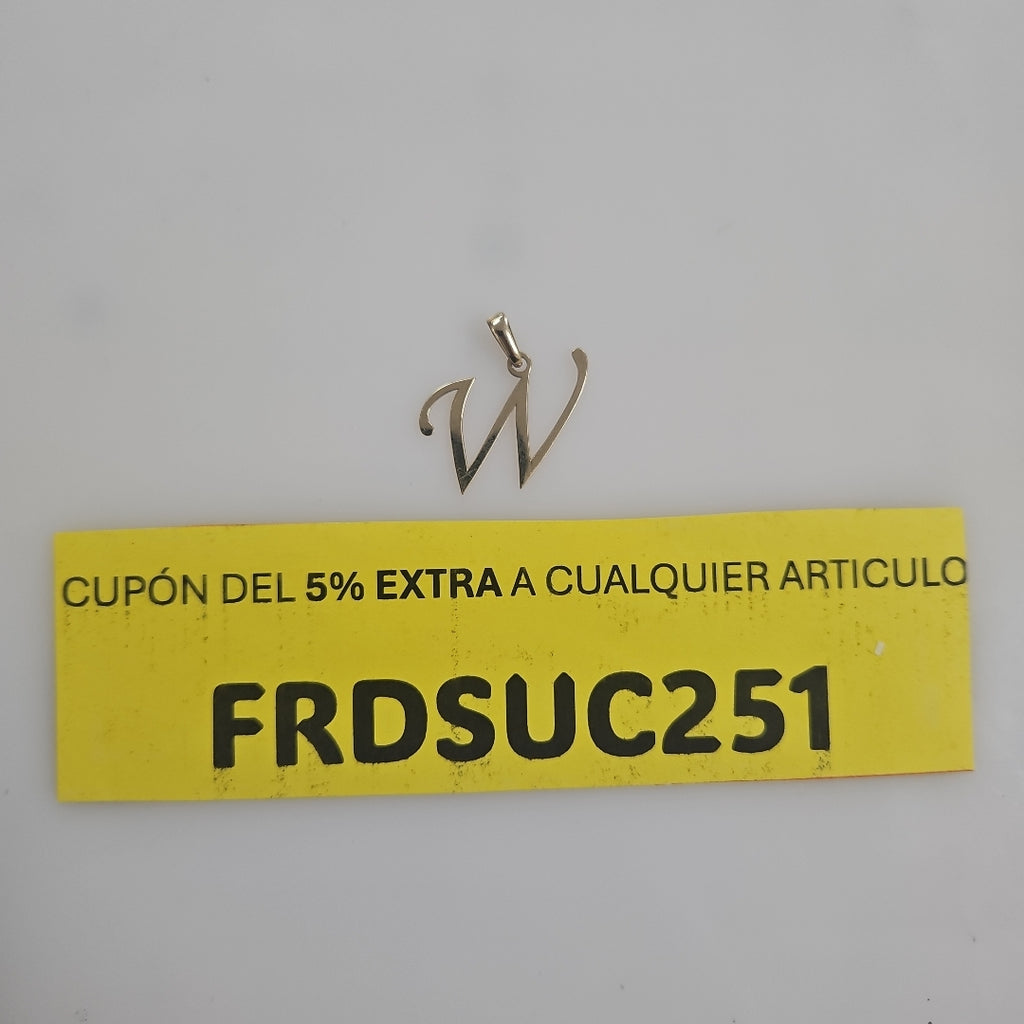 W
CUPÓN DEL 5% EXTRA A CUALQUIER ARTICULO
FRDSUC251